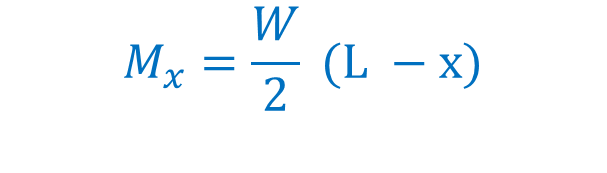 Mₓ = W/2 (L − x)